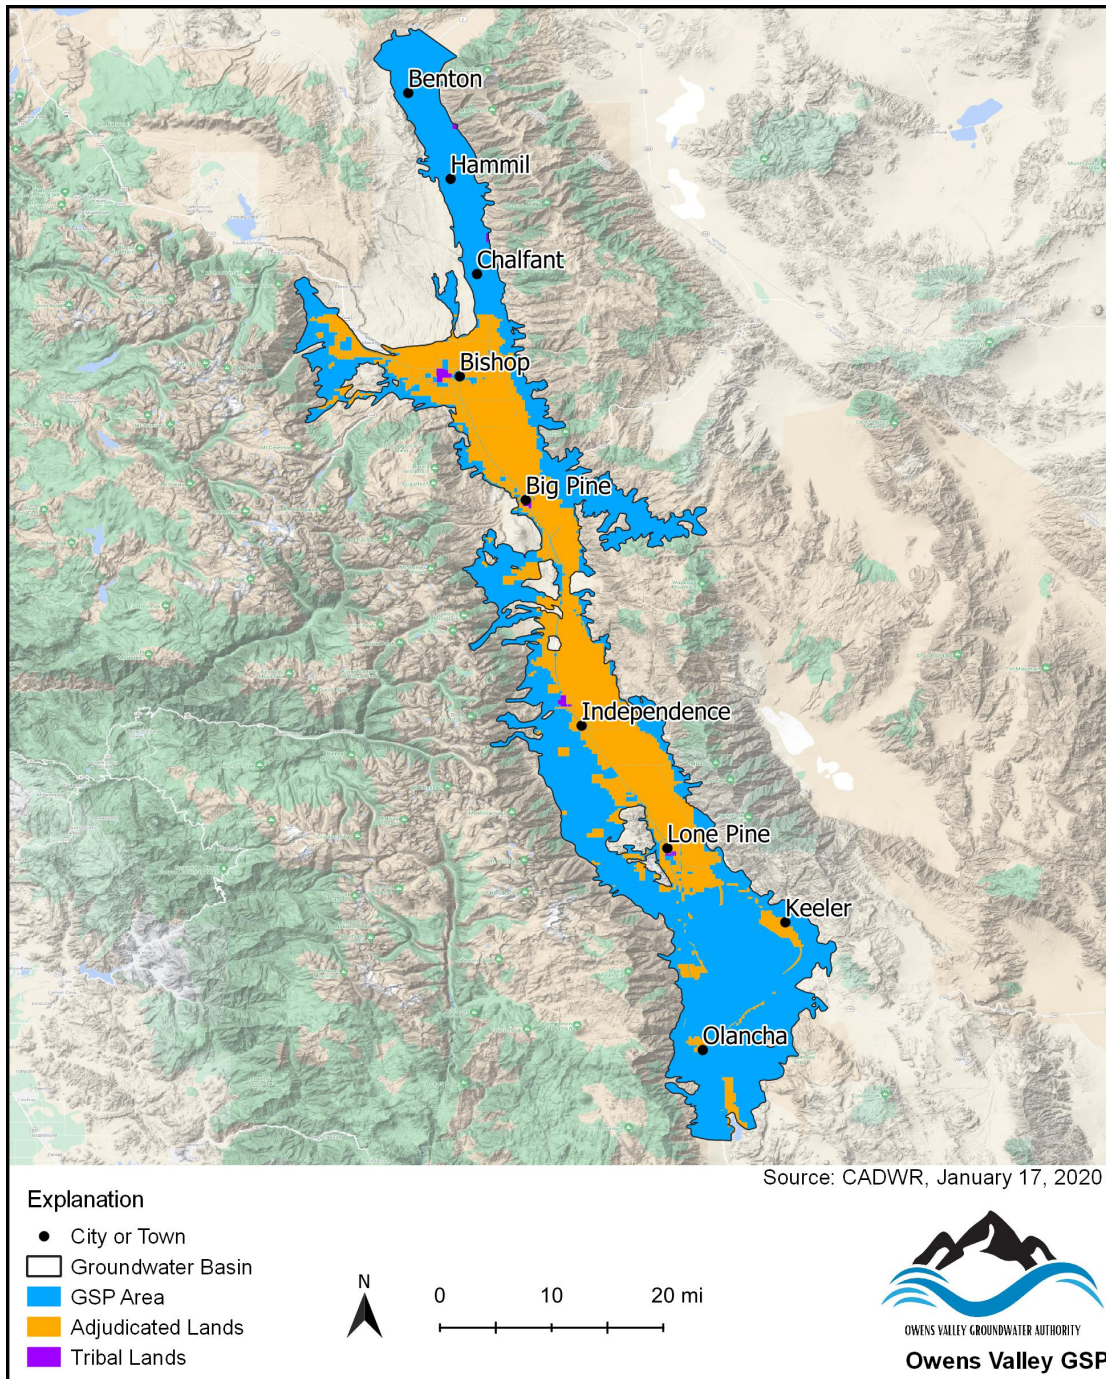 Benton
Hammil
Chalfant
Bishop
Big Pine
Independence
Lone Pine
Keeler
Olancha
Source: CADWR, January 17, 2020
Explanation
City or Town
Groundwater Basin
GSP Area
Adjudicated Lands
Tribal Lands
N
0 10 20 mi
OWENS VALLEY GROUNDWATER AUTHORITY
Owens Valley GSP